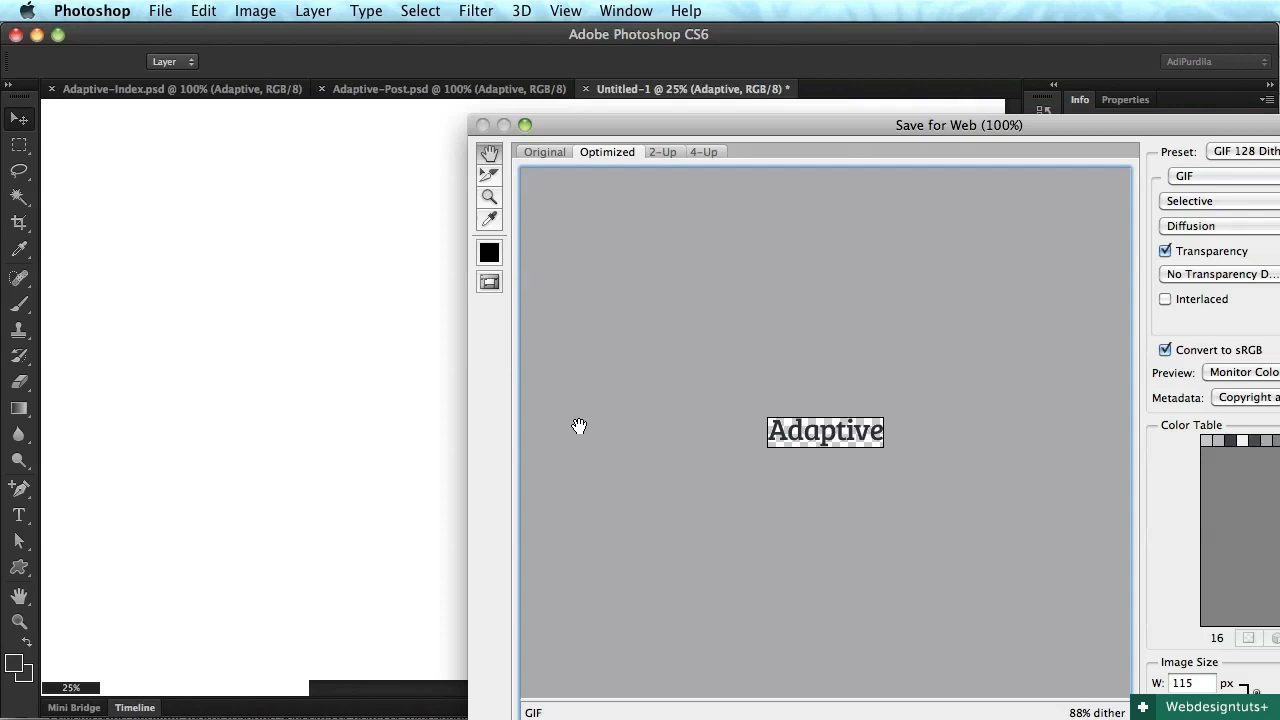 Photoshop File Edit Image Layer Type Select Filter 3D View Window Help
Adobe Photoshop CS6
Layer
AdiPurdila
Adaptive-Index.psd @ 100% (Adaptive, RGB/8)
Adaptive-Post.psd @ 100% (Adaptive, RGB/8)
Untitled-1 @ 25% (Adaptive, RGB/8) *
Info Properties
Save for Web (100%)
Original Optimized 2-Up 4-Up
Preset: GIF 128 Dith
GIF
Selective
Diffusion
Transparency
No Transparency D...
Interlaced
Convert to sRGB
Preview: Monitor Colo
Metadata: Copyright a
Color Table
Adaptive
16
Image Size
W: 115 px
25%
Mini Bridge Timeline
GIF 88% dither
Webdesigntuts+